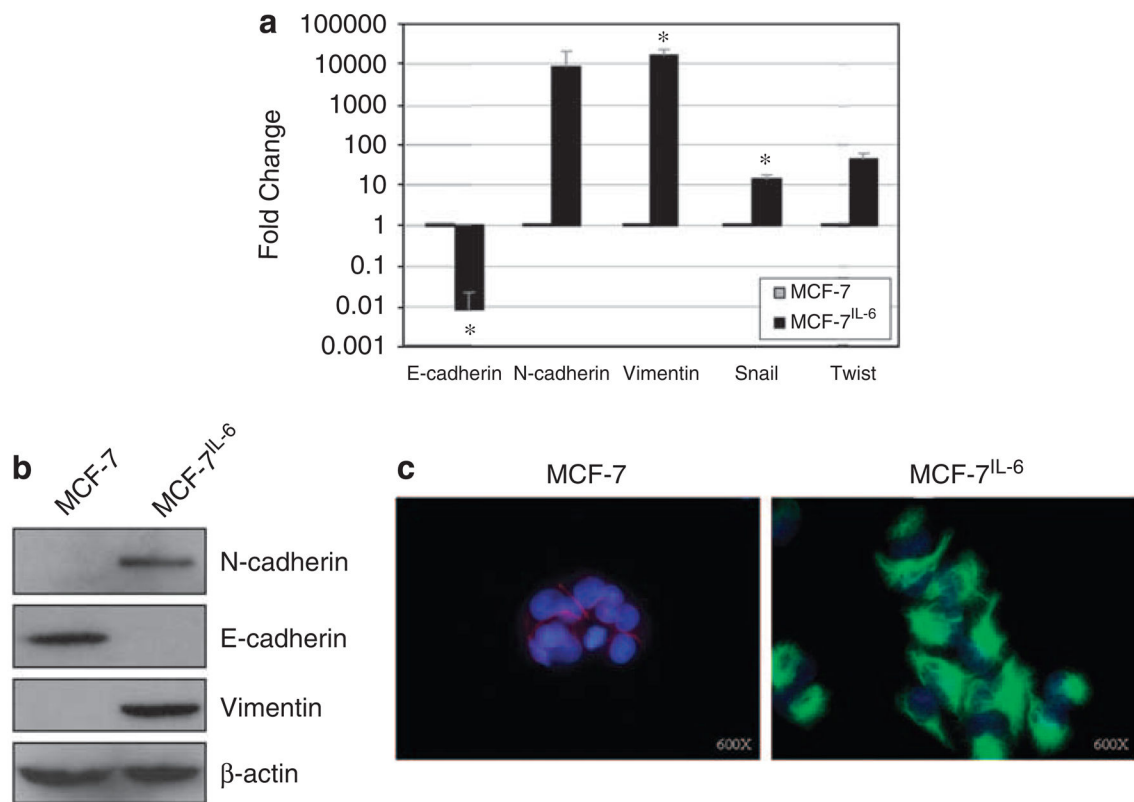 a
100000
10000
1000
100
10
1
0.1
0.01
0.001
Fold Change
*
*
*
MCF-7
MCF-7IL-6
E-cadherin N-cadherin Vimentin Snail Twist
b
MCF-7
MCF-7IL-6
N-cadherin
E-cadherin
Vimentin
β-actin
c
MCF-7
MCF-7IL-6
600X
600X